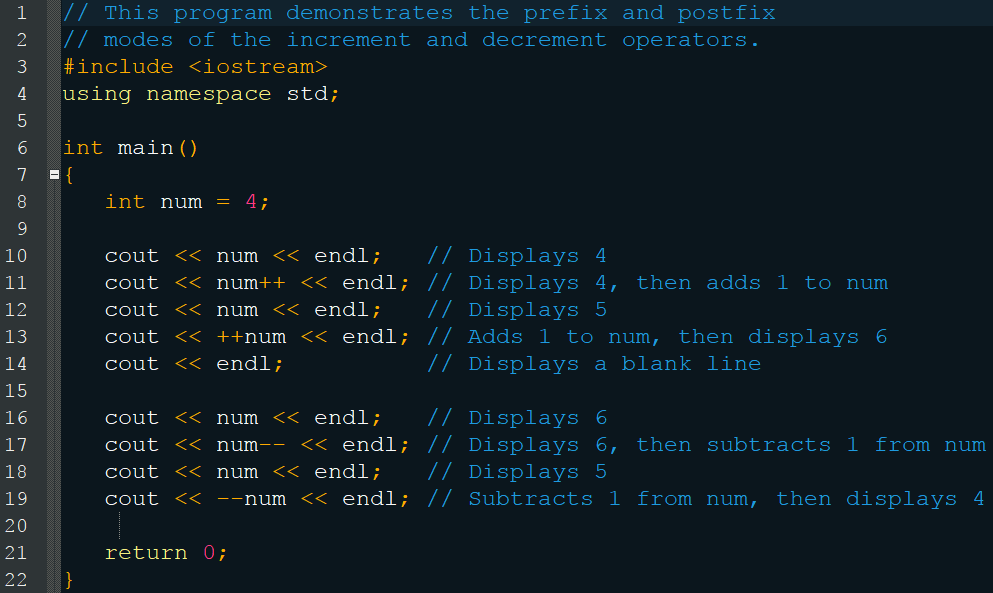 1 // This program demonstrates the prefix and postfix
2 // modes of the increment and decrement operators.
3 #include <iostream>
4 using namespace std;
5
6 int main()
7 {
8    int num = 4;
9
10    cout << num << endl;   // Displays 4
11    cout << num++ << endl; // Displays 4, then adds 1 to num
12    cout << num << endl;   // Displays 5
13    cout << ++num << endl; // Adds 1 to num, then displays 6
14    cout << endl;          // Displays a blank line
15
16    cout << num << endl;   // Displays 6
17    cout << num-- << endl; // Displays 6, then subtracts 1 from num
18    cout << num << endl;   // Displays 5
19    cout << --num << endl; // Subtracts 1 from num, then displays 4
20
21    return 0;
22 }